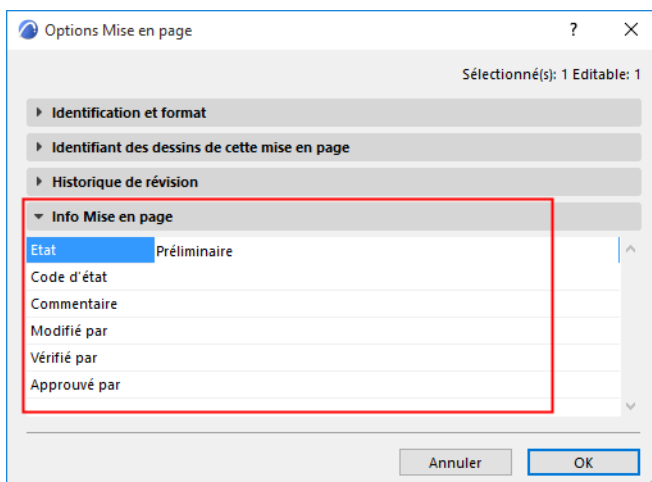 Options Mise en page
?
Sélectionné(s): 1 Editable: 1
Identification et format
Identifiant des dessins de cette mise en page
Historique de révision
Info Mise en page
Etat Préliminaire
Code d'état
Commentaire
Modifié par
Vérifié par
Approuvé par
Annuler OK